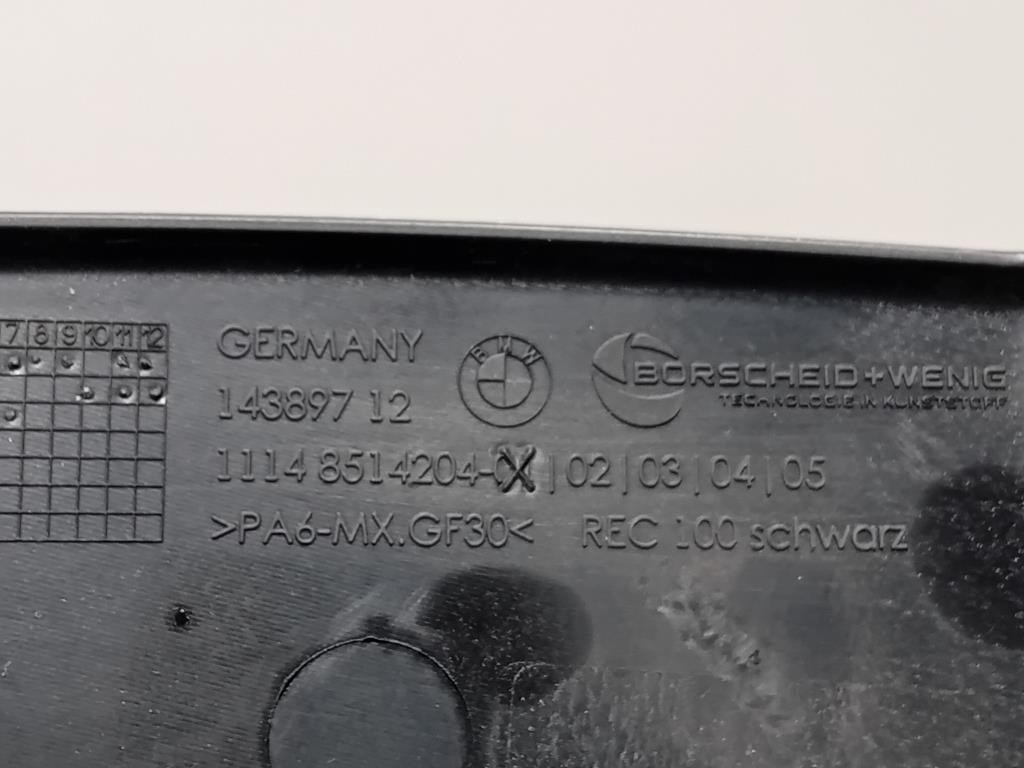 7 8 9 10 11 12
GERMANY
BMW
BORSCHEID+WENIG
TECHNOLOGIE IN KUNSTSTOFF
143897 12
1114 8514204- | 02 | 03 | 04 | 05
>PA6-MX.GF30< REC 100 schwarz